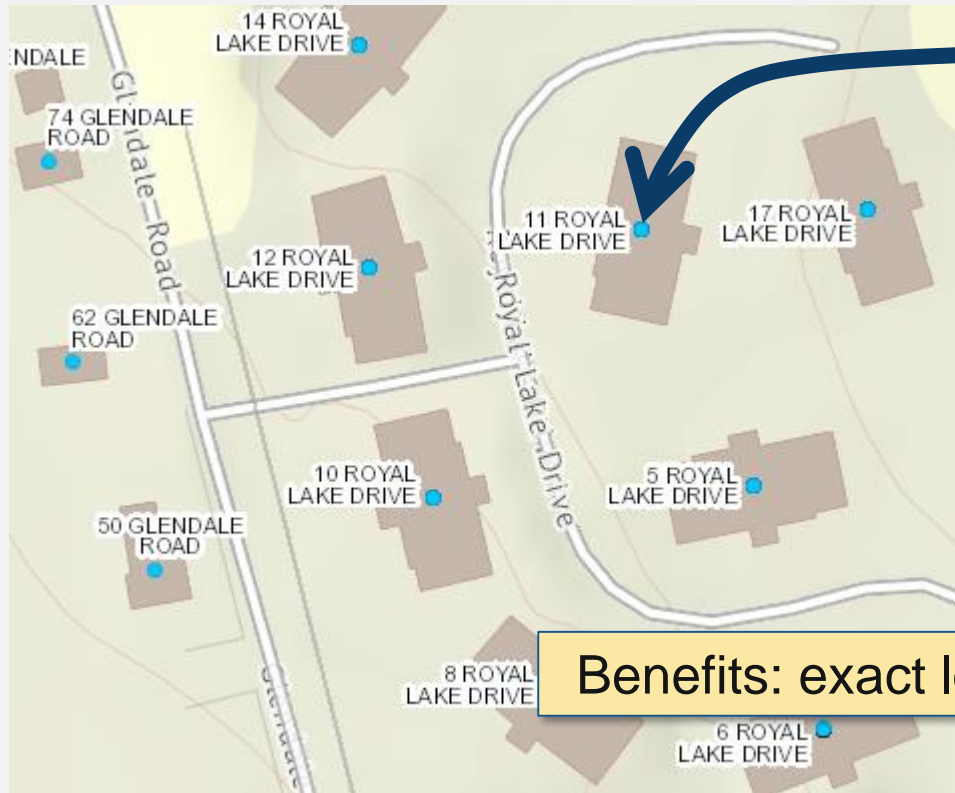 14 ROYAL
LAKE DRIVE
ENDALE
74 GLENDALE
ROAD
Glendale Road
11 ROYAL
LAKE DRIVE
17 ROYAL
LAKE DRIVE
12 ROYAL
LAKE DRIVE
Royal Lake Drive
62 GLENDALE
ROAD
10 ROYAL
LAKE DRIVE
5 ROYAL
LAKE DRIVE
50 GLENDALE
ROAD
8 ROYAL
LAKE DRIVE
Benefits: exact l
6 ROYAL
LAKE DRIVE
Glendale